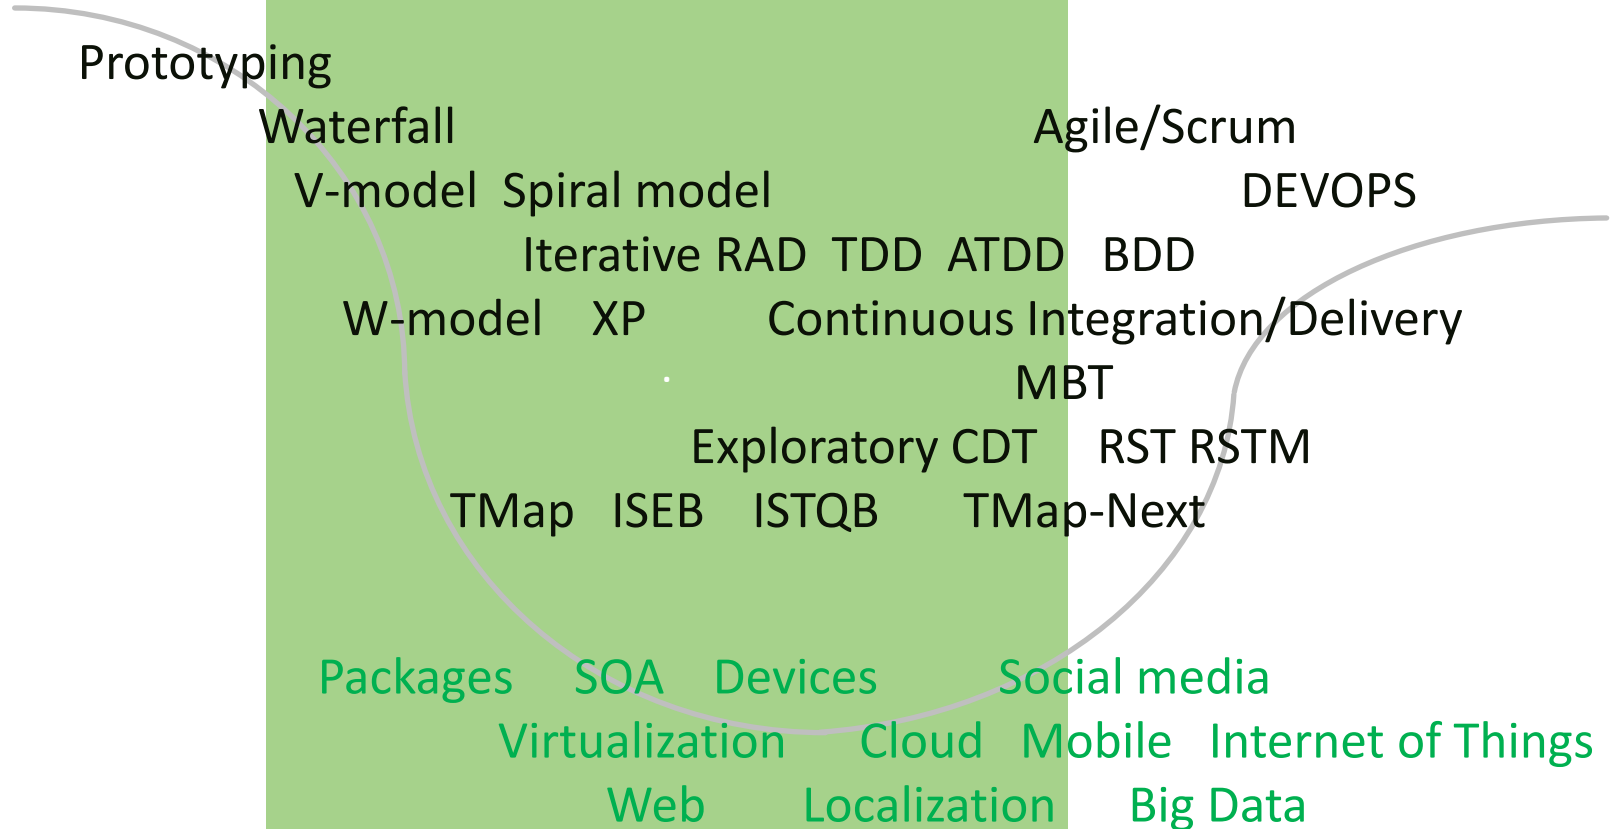 Prototyping
Waterfall Agile/Scrum
V-model Spiral model DEVOPS
Iterative RAD TDD ATDD BDD
W-model XP Continuous Integration/Delivery
MBT
Exploratory CDT RST RSTM
TMap ISEB ISTQB TMap-Next
Packages SOA Devices Social media
Virtualization Cloud Mobile Internet of Things
Web Localization Big Data